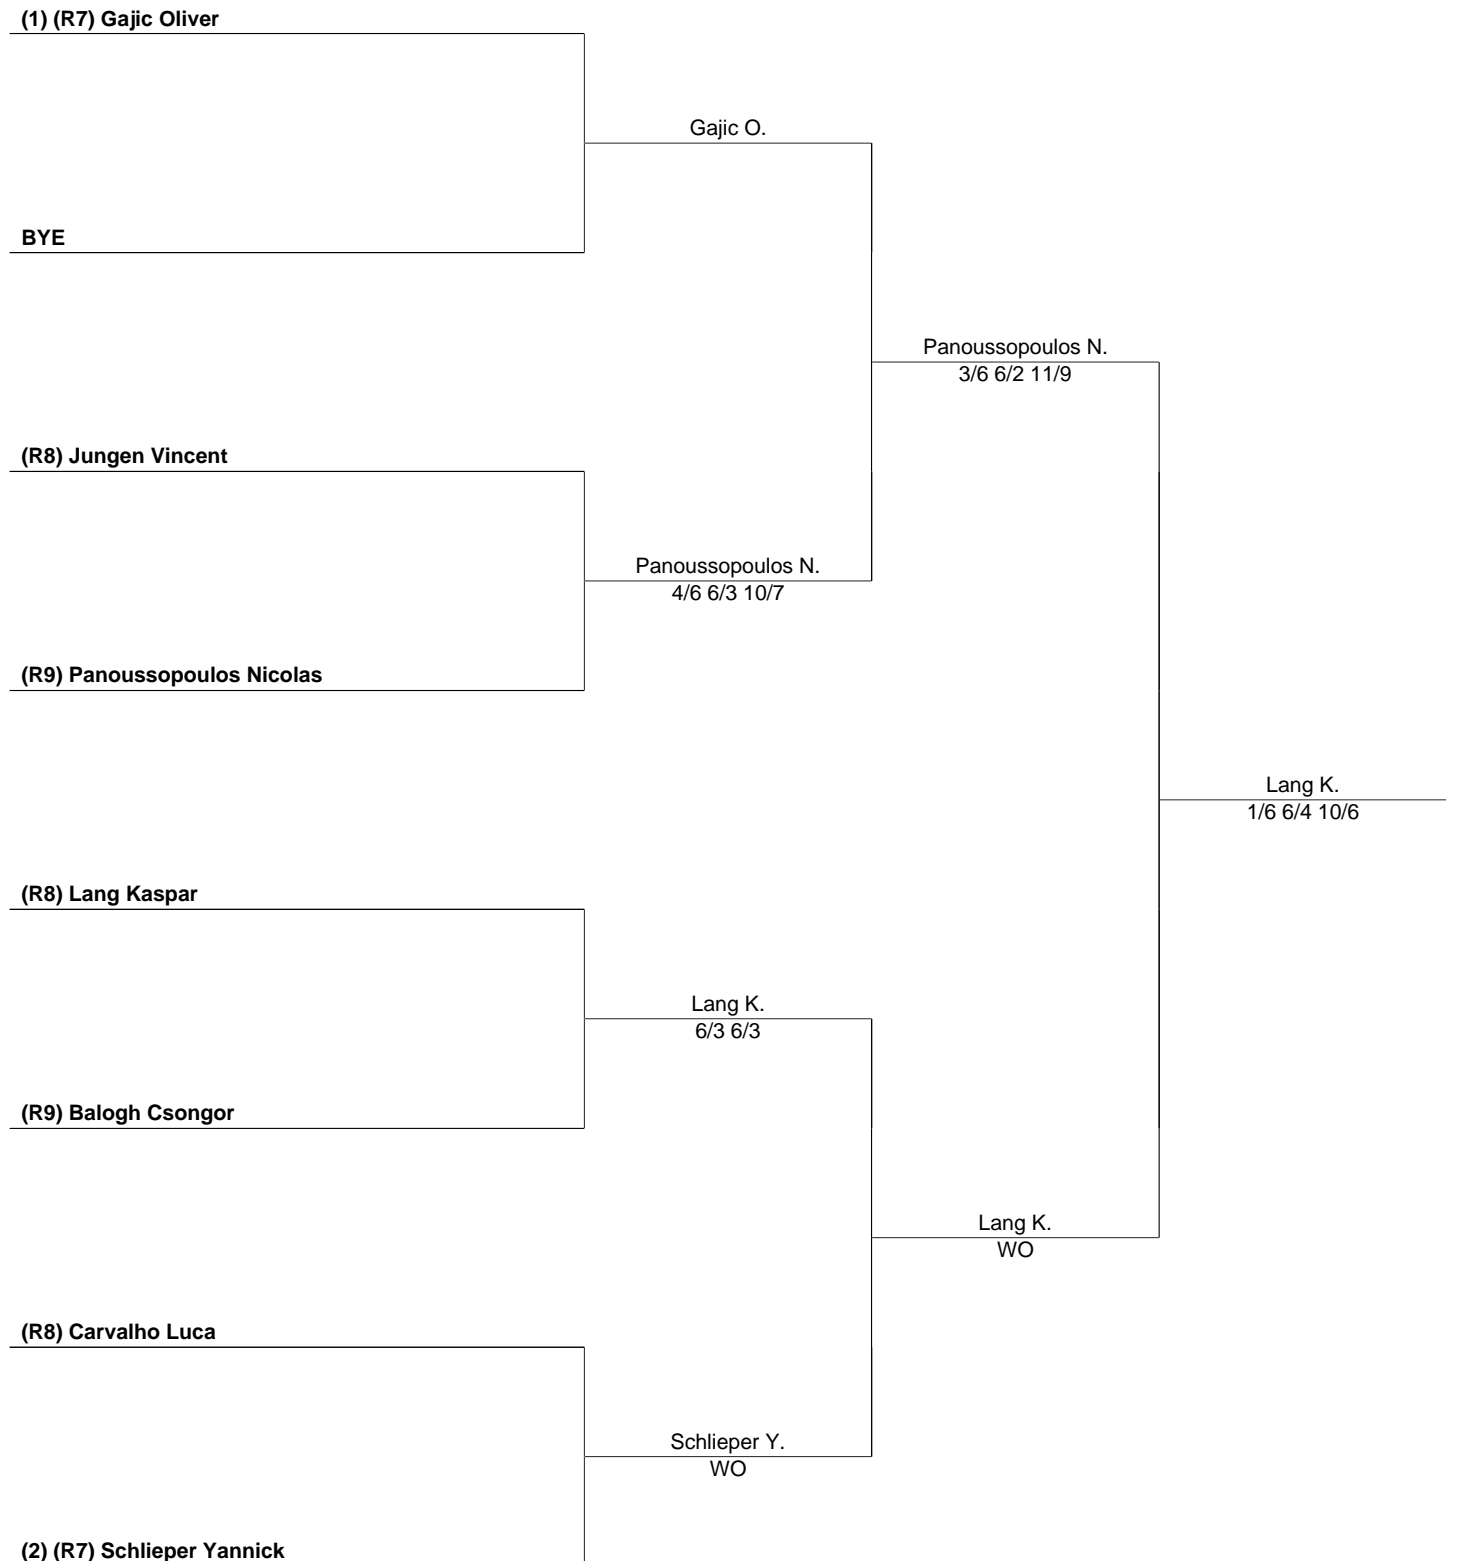 (1) (R7) Gajic Oliver
Gajic O.
BYE
Panoussopoulos N.
3/6 6/2 11/9
(R8) Jungen Vincent
Panoussopoulos N.
4/6 6/3 10/7
(R9) Panoussopoulos Nicolas
Lang K.
1/6 6/4 10/6
(R8) Lang Kaspar
Lang K.
6/3 6/3
(R9) Balogh Csongor
Lang K.
WO
(R8) Carvalho Luca
Schlieper Y.
WO
(2) (R7) Schlieper Yannick